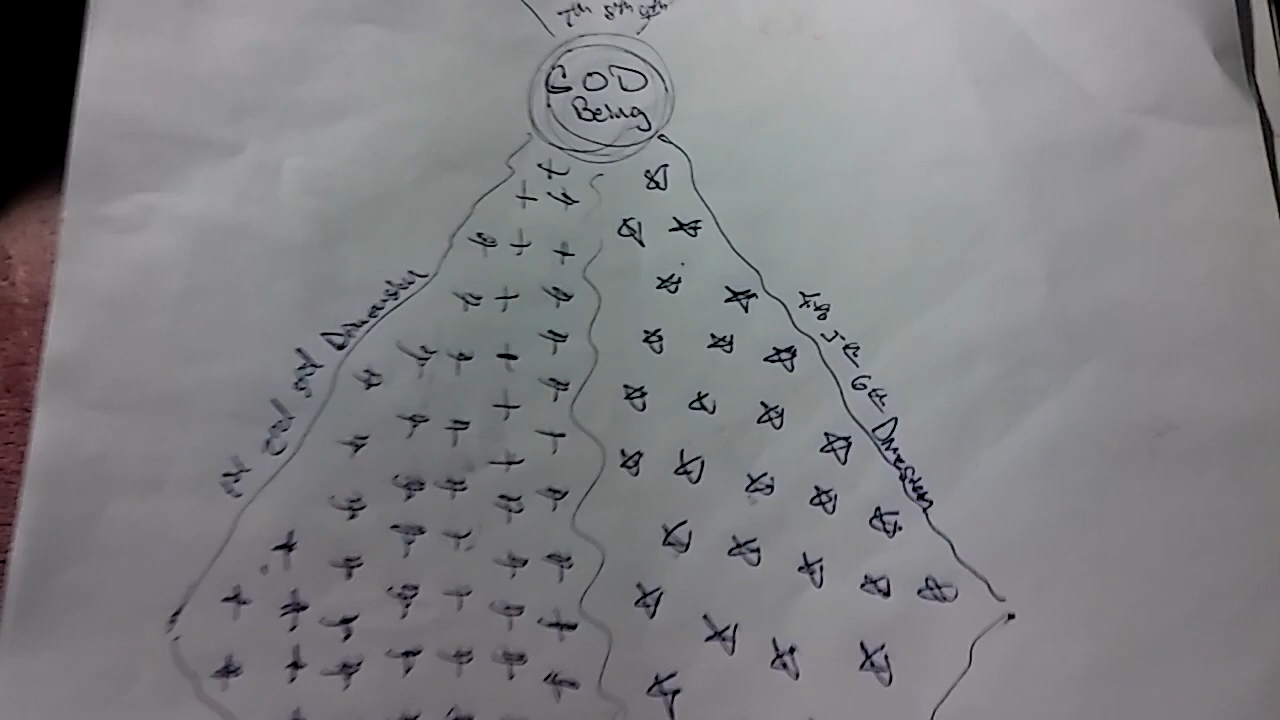 7th 8th 9th
GOD
Being
1st 2nd 3rd Dimension
4th 5th 6th Dimension